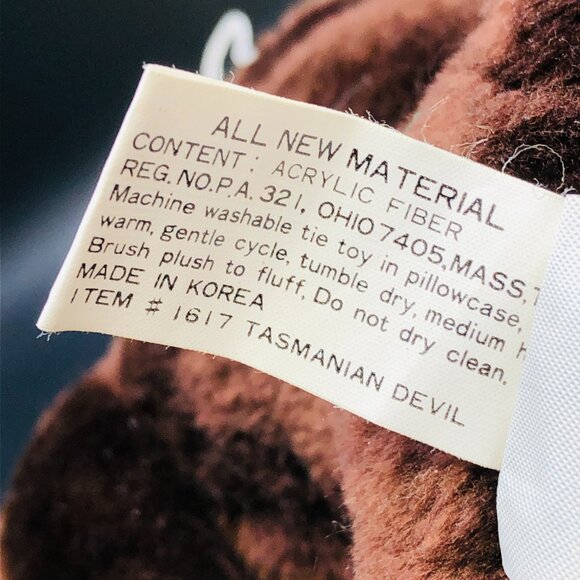 ALL NEW MATERIAL
CONTENT: ACRYLIC FIBER
REG. NO. P.A. 321, OHIO 7405, MASS.
Machine washable tie toy in pillowcase,
warm, gentle cycle, tumble dry, medium
Brush plush to fluff. Do not dry clean.
MADE IN KOREA
ITEM # 1617 TASMANIAN DEVIL